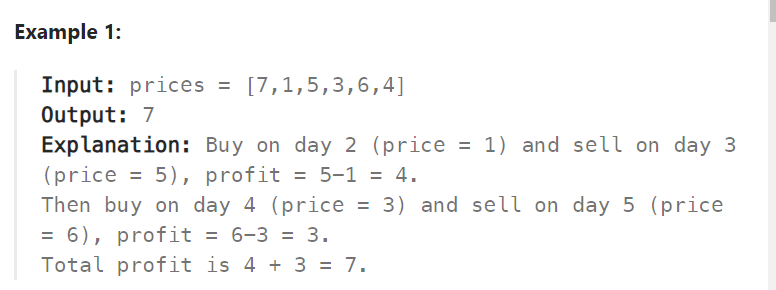 Example 1:
Input: prices = [7,1,5,3,6,4]
Output: 7
Explanation: Buy on day 2 (price = 1) and sell on day 3
(price = 5), profit = 5-1 = 4.
Then buy on day 4 (price = 3) and sell on day 5 (price
= 6), profit = 6-3 = 3.
Total profit is 4 + 3 = 7.